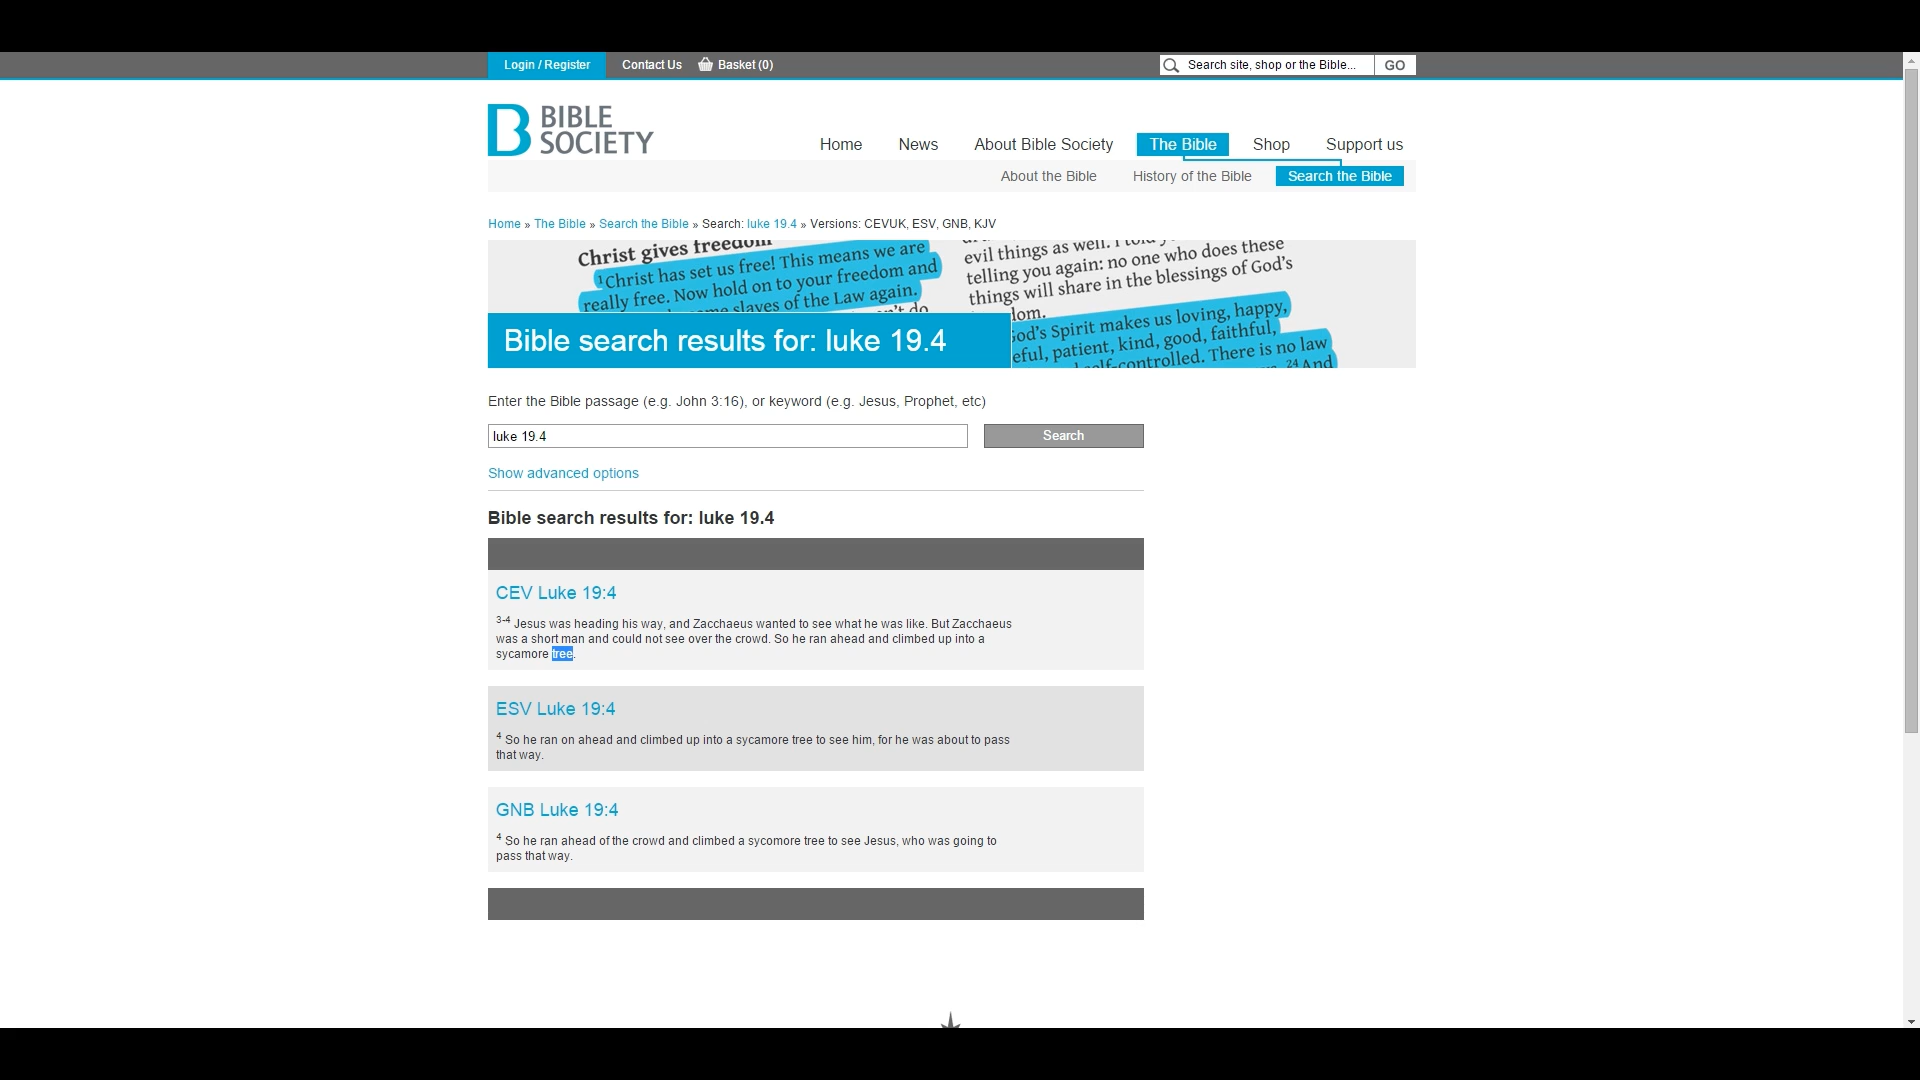 Login / Register
Contact Us
Basket (0)
Search site, shop or the Bible...
GO
BIBLE
SOCIETY
Home
News
About Bible Society
The Bible
Shop
Support us
About the Bible
History of the Bible
Search the Bible
Home » The Bible » Search the Bible » Search: luke 19.4 » Versions: CEVUK, ESV, GNB, KJV
Christ gives freedom
1Christ has set us free! This means we are
really free. Now hold on to your freedom and
slaves of the Law again.
evil things as well. I
telling you again: no one who does these
things will share in the blessings of God's
God's Spirit makes us loving, happy,
patient, kind, good, faithful,
self-controlled. There is no law
24 And
Bible search results for: luke 19.4
Enter the Bible passage (e.g. John 3:16), or keyword (e.g. Jesus, Prophet, etc)
luke 19.4
Search
Show advanced options
Bible search results for: luke 19.4
CEV Luke 19:4
3-4 Jesus was heading his way, and Zacchaeus wanted to see what he was like. But Zacchaeus
was a short man and could not see over the crowd. So he ran ahead and climbed up into a
sycamore tree.
ESV Luke 19:4
4 So he ran on ahead and climbed up into a sycamore tree to see him, for he was about to pass
that way.
GNB Luke 19:4
4 So he ran ahead of the crowd and climbed a sycomore tree to see Jesus, who was going to
pass that way.